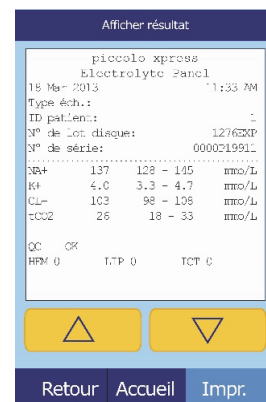 Afficher résultat
piccolo xpress
Electrolyte Panel
18 Mar 2013 11:33 AM
Type éch.:
ID patient: 1
N° de lot disque: 1276EXP
N° de série: 0000P19911
NA+ 137 128 - 145 mmo/L
K+ 4.0 3.3 - 4.7 mmo/L
CL- 103 98 - 108 mmo/L
tCO2 26 18 - 33 mmo/L
QC OK
HEM 0 LIP 0 ICT 0
Retour Accueil Impr.